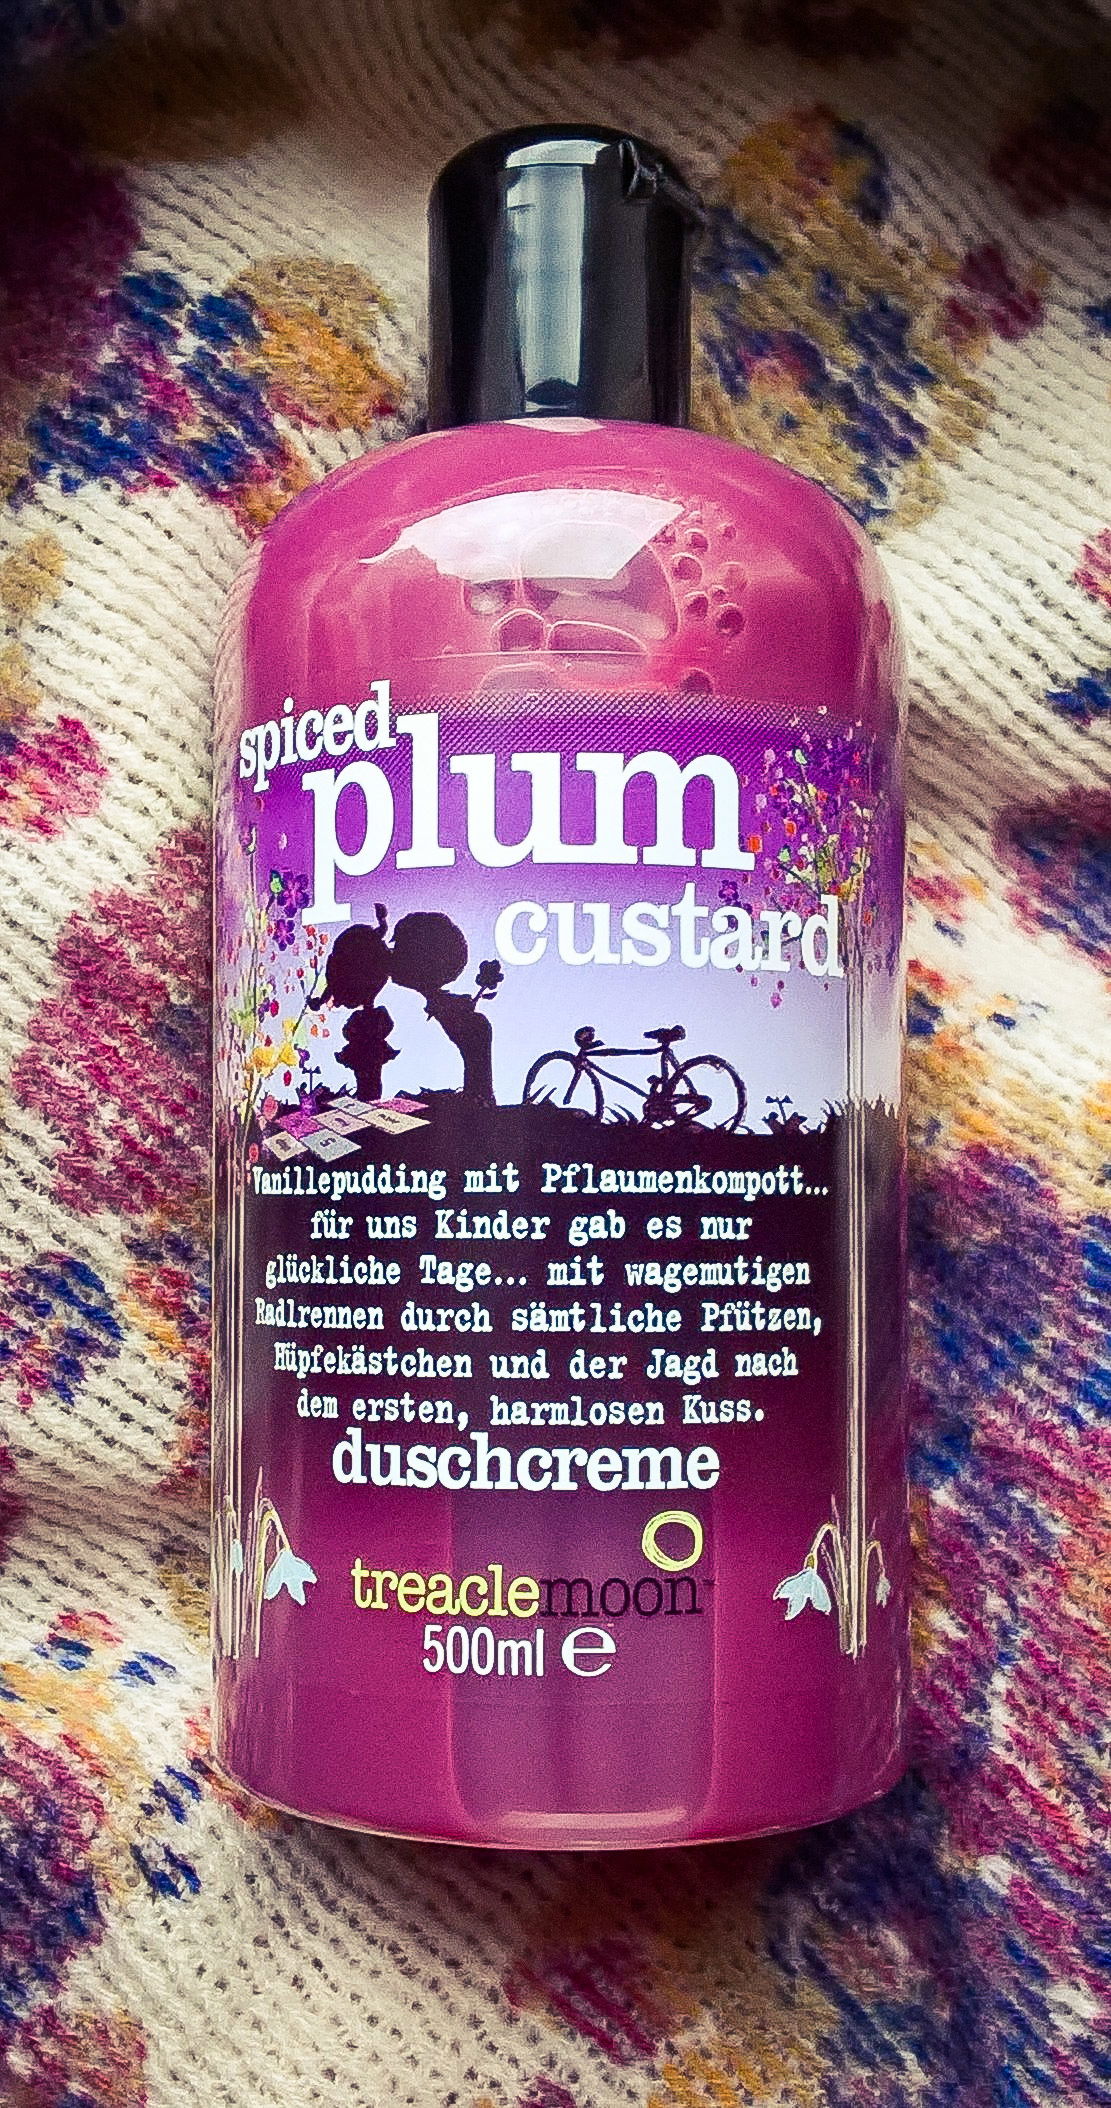 spiced
plum
custard
Vanillepudding mit Pflaumenkompott...
für uns Kinder gab es nur
glückliche Tage... mit wagemutigen
Radlrennen durch sämtliche Pfützen,
Hüpfekästchen und der Jagd nach
dem ersten, harmlosen Kuss.
duschcreme
treaclemoon
500ml ℮